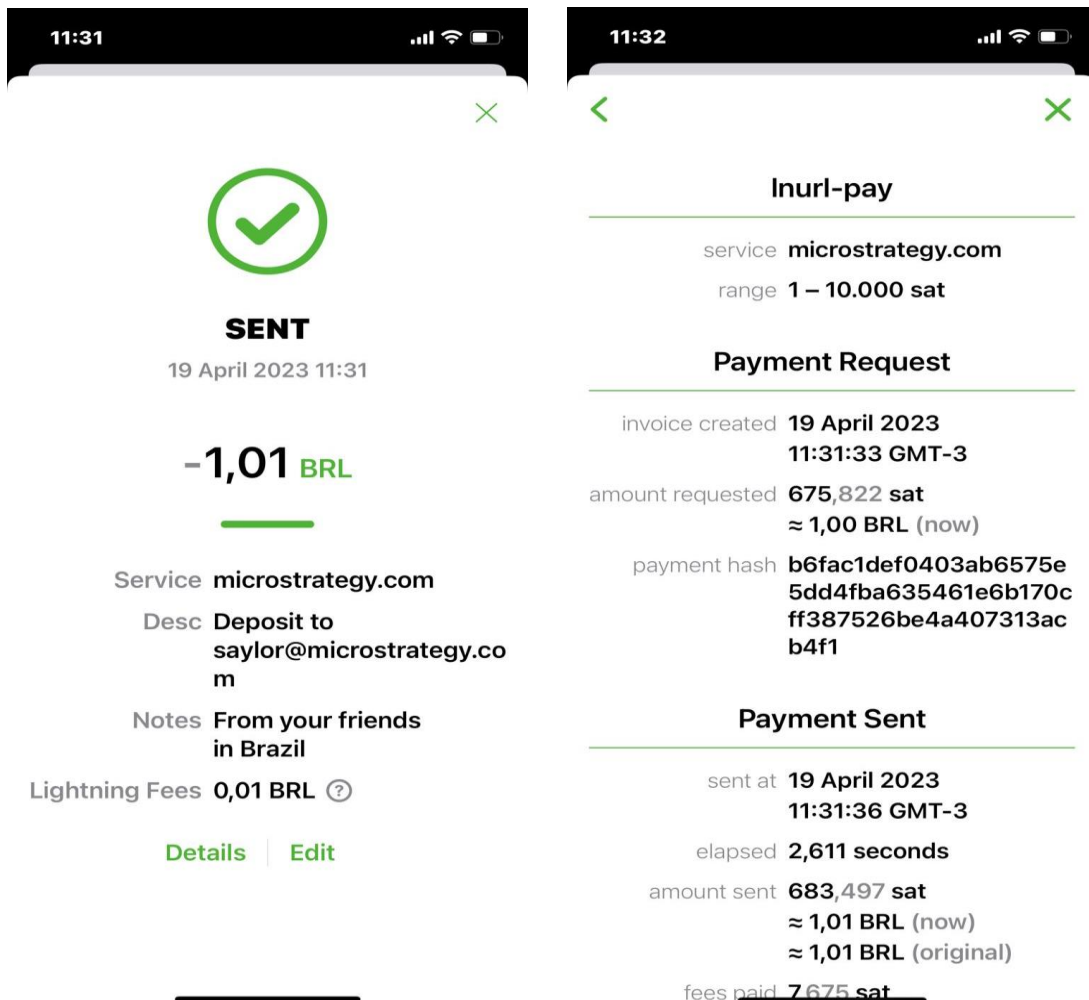 11:31
SENT
19 April 2023 11:31
-1,01 BRL
Service microstrategy.com
Desc Deposit to
saylor@microstrategy.co
m
Notes From your friends
in Brazil
Lightning Fees 0,01 BRL ?
Details | Edit
11:32
lnurl-pay
service microstrategy.com
range 1 – 10.000 sat
Payment Request
invoice created 19 April 2023
11:31:33 GMT-3
amount requested 675,822 sat
≈ 1,00 BRL (now)
payment hash b6fac1def0403ab6575e
5dd4fba635461e6b170c
ff387526be4a407313ac
b4f1
Payment Sent
sent at 19 April 2023
11:31:36 GMT-3
elapsed 2,611 seconds
amount sent 683,497 sat
≈ 1,01 BRL (now)
≈ 1,01 BRL (original)
fees paid 7,675 sat